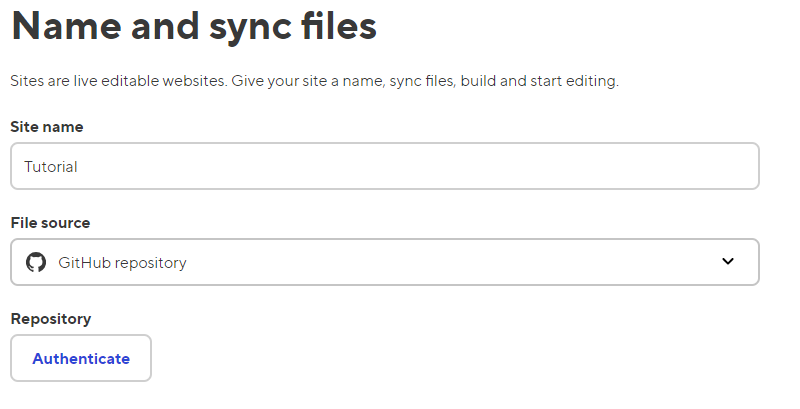 Name and sync files
Sites are live editable websites. Give your site a name, sync files, build and start editing.
Site name
Tutorial
File source
GitHub repository
Repository
Authenticate